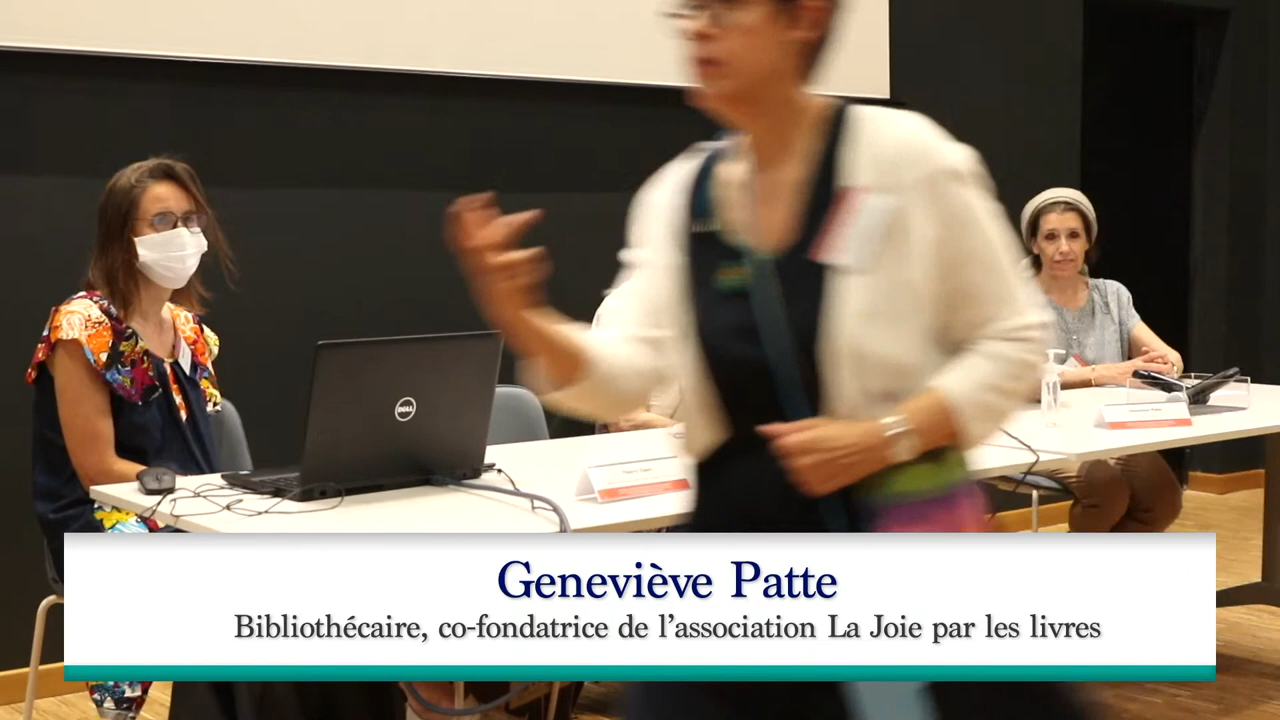 DELL
Geneviève Patte
Bibliothécaire, co-fondatrice de l'association La Joie par les livres